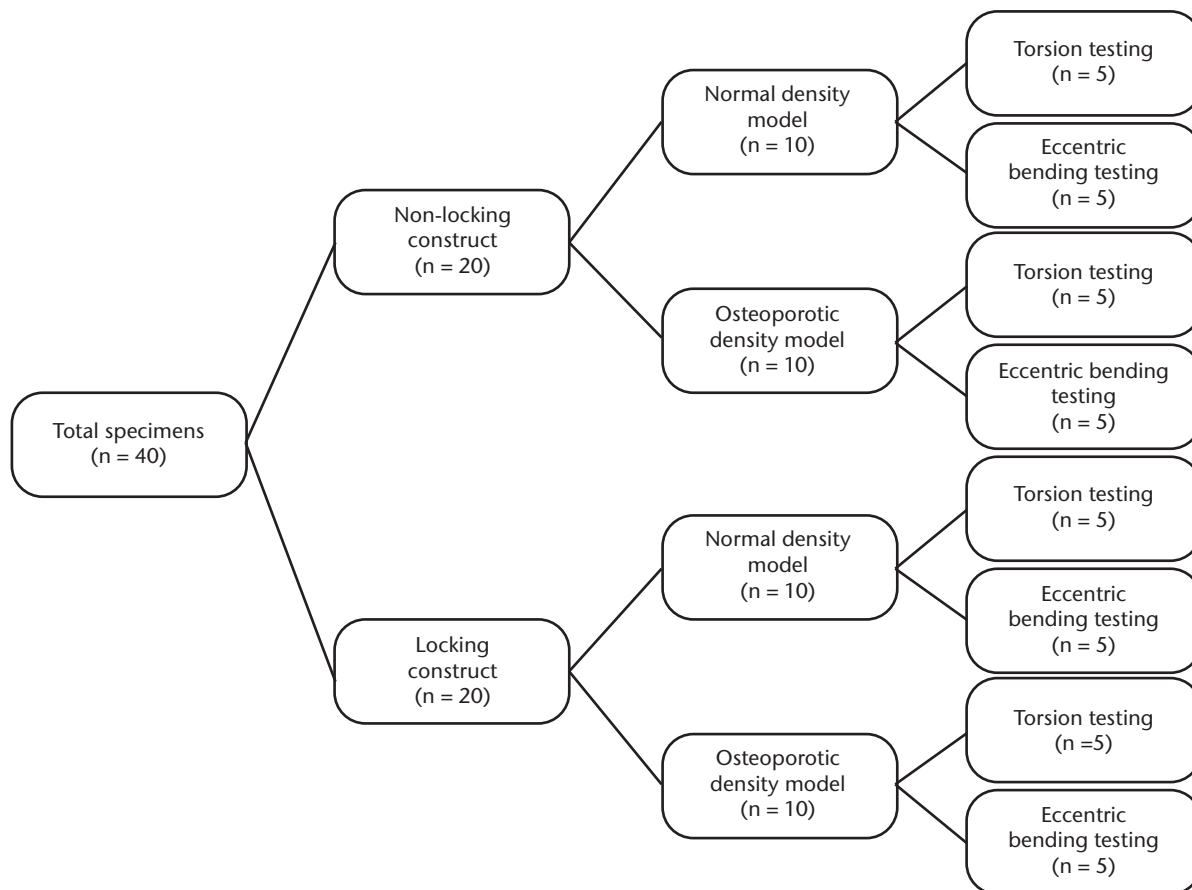 Total specimens
(n = 40)
Non-locking
construct
(n = 20)
Locking
construct
(n = 20)
Normal density
model
(n = 10)
Osteoporotic
density model
(n = 10)
Normal density
model
(n = 10)
Osteoporotic
density model
(n = 10)
Torsion testing
(n = 5)
Eccentric
bending testing
(n = 5)
Torsion testing
(n = 5)
Eccentric bending
testing
(n = 5)
Torsion testing
(n = 5)
Eccentric
bending testing
(n = 5)
Torsion testing
(n =5)
Eccentric
bending testing
(n = 5)